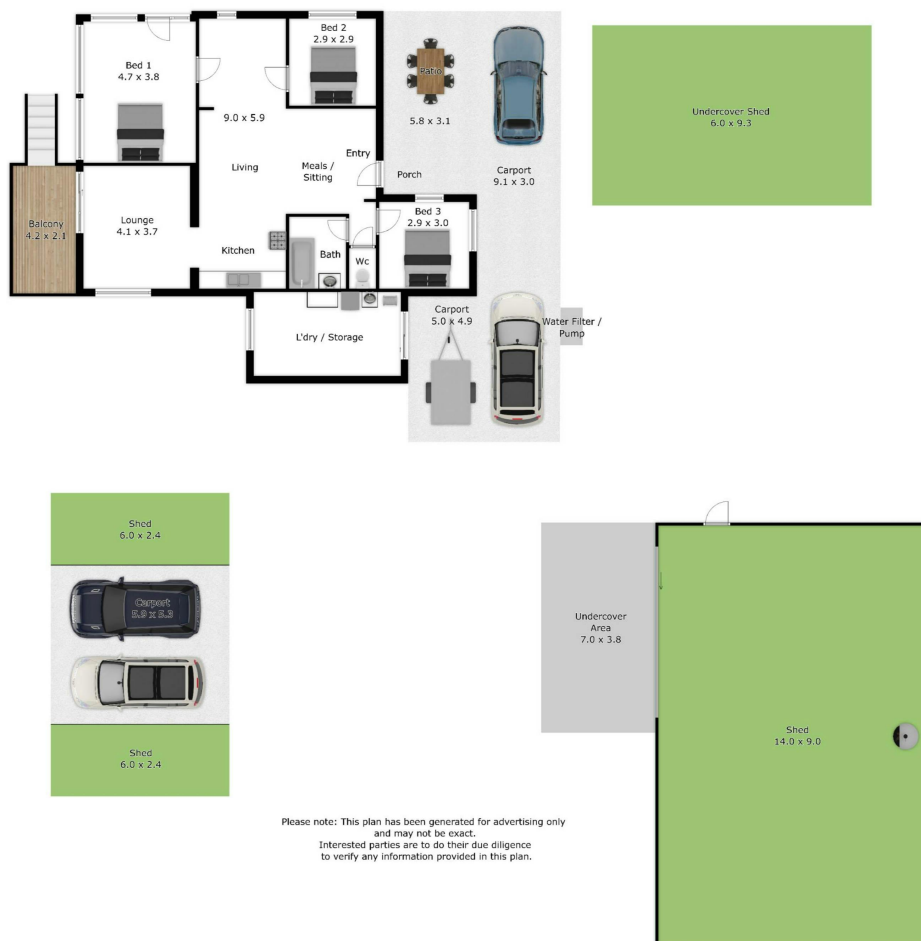 Bed 1
4.7 x 3.8
Bed 2
2.9 x 2.9
Patio
5.8 x 3.1
Undercover Shed
6.0 x 9.3
9.0 x 5.9
Entry
Living
Meals /
Sitting
Porch
Carport
9.1 x 3.0
Balcony
4.2 x 2.1
Lounge
4.1 x 3.7
Bed 3
2.9 x 3.0
Kitchen
Bath
Wc
L'dry / Storage
Carport
5.0 x 4.9
Water Filter /
Pump
Shed
6.0 x 2.4
Carport
5.9 x 5.3
Shed
6.0 x 2.4
Undercover
Area
7.0 x 3.8
Shed
14.0 x 9.0
Please note: This plan has been generated for advertising only
and may not be exact.
Interested parties are to do their due diligence
to verify any information provided in this plan.